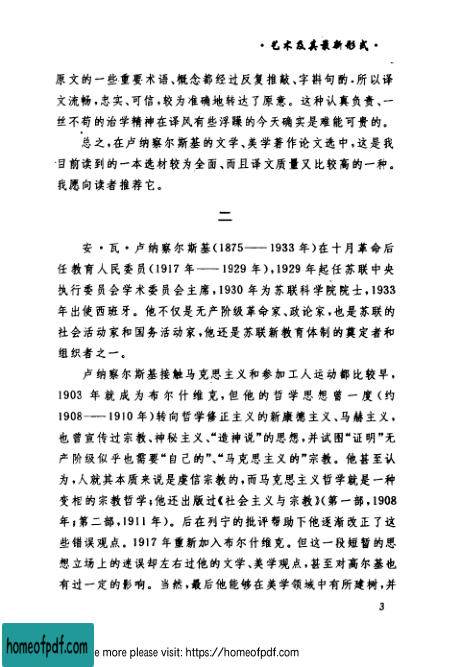 ·艺术及其最新形式·
原文的一些重要术语、概念都经过反复推敲、字斟句酌。所以译
文流畅,忠实、可信,较为准确地转达了原意。这种认真负责、一
丝不苟的治学精神在译风有些浮躁的今天确实是难能可贵的。
总之,在卢纳察尔斯基的文学、美学著作论文选中,这是我
目前读到的一本选材较为全面、而且译文质量又比较高的一种。
我愿向读者推荐它。
二
安·瓦·卢纳察尔斯基(1875——1933年)在十月革命后
任教育人民委员(1917年——1929年),1929年起任苏联中央
执行委员会学术委员会主席,1930年为苏联科学院院士,1933
年出使西班牙。他不仅是无产阶级革命家、政论家,也是苏联的
社会活动家和国务活动家,他还是苏联新教育体制的奠定者和
组织者之一。
卢纳察尔斯基接触马克思主义和参加工人运动都比较早,
1903年就成为布尔什维克,但他的哲学思想曾一度(约
1908——1910年)转向哲学修正主义的新康德主义、马赫主义,
也曾宣传过宗教、神秘主义、“造神说”的思想,并试图“证明”无
产阶级似乎也需要“自己的”、“马克思主义的”宗教。他甚至认
为,人就其本质来说是虔信宗教的,而马克思主义哲学就是一种
变相的宗教哲学;他还出版过《社会主义与宗教》(第一部,1908
年;第二部,1911年)。后在列宁的批评帮助下他逐渐改正了这
些错误观点。1917年重新加入布尔什维克。但这一段短暂的思
想立场上的迷误却左右过他的文学、美学观点,甚至对高尔基也
有过一定的影响。当然,最后他能够在美学领域中有所建树,并
3
homeofpdf.com
e more please visit: https://homeofpdf.com